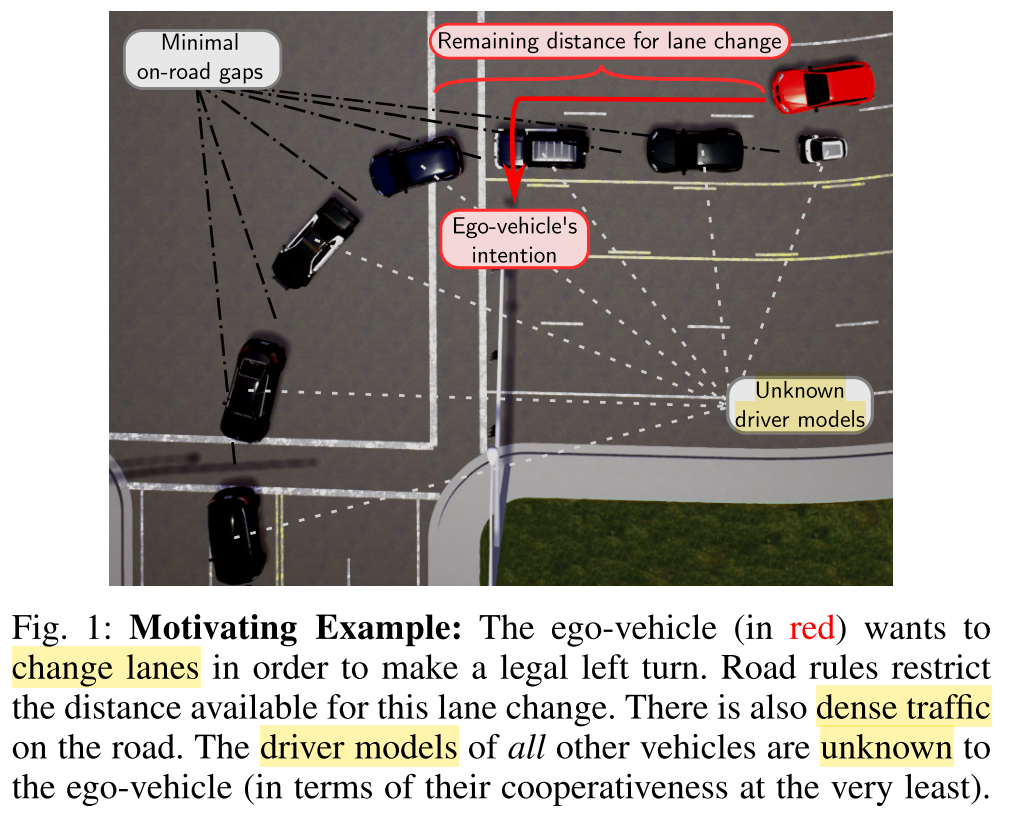 Minimal
on-road gaps
Remaining distance for lane change
Ego-vehicle's
intention
Unknown
driver models
Fig. 1: Motivating Example: The ego-vehicle (in red) wants to
change lanes in order to make a legal left turn. Road rules restrict
the distance available for this lane change. There is also dense traffic
on the road. The driver models of all other vehicles are unknown to
the ego-vehicle (in terms of their cooperativeness at the very least).